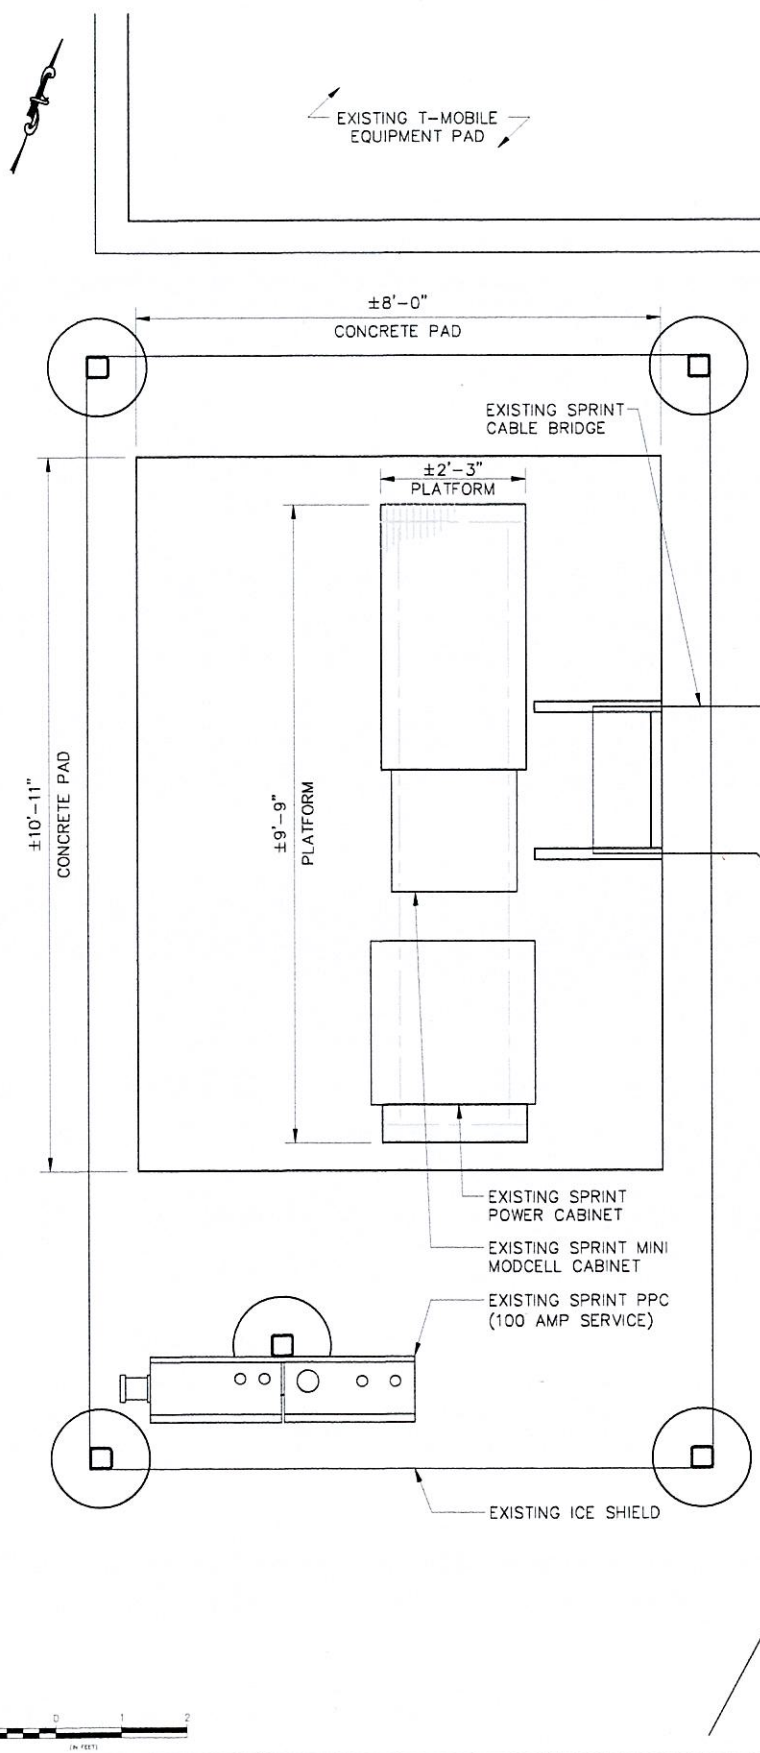 EXISTING T-MOBILE
EQUIPMENT PAD
±8'-0"
CONCRETE PAD
EXISTING SPRINT
CABLE BRIDGE
±2'-3"
PLATFORM
±10'-11"
CONCRETE PAD
±9'-9"
PLATFORM
EXISTING SPRINT
POWER CABINET
EXISTING SPRINT MINI
MODCELL CABINET
EXISTING SPRINT PPC
(100 AMP SERVICE)
EXISTING ICE SHIELD
0 1 2
(IN FEET)